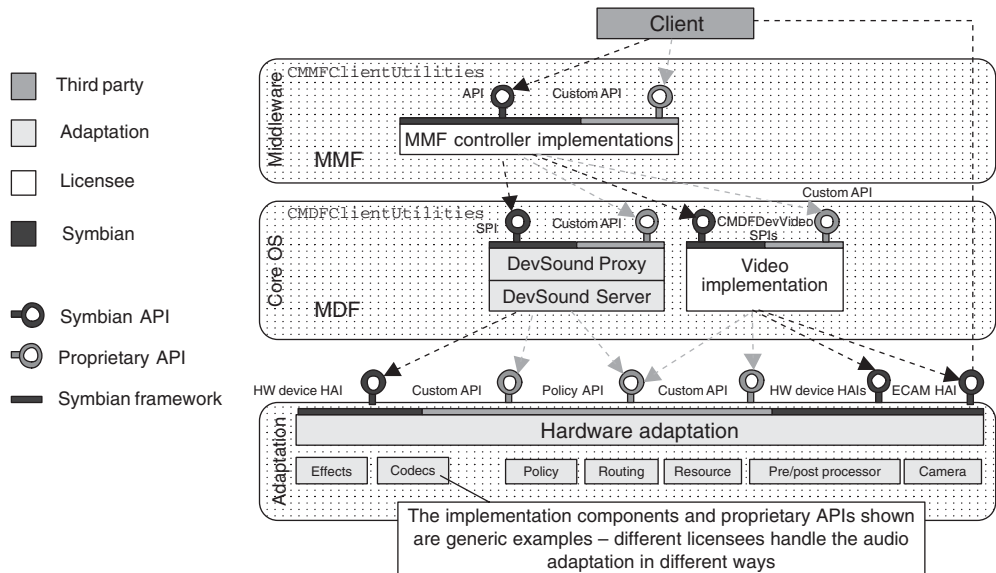 Client
Third party
Adaptation
Licensee
Symbian
Symbian API
Proprietary API
Symbian framework
Middleware
CMMFClientUtilities
API
Custom API
MMF controller implementations
MMF
Custom API
Core OS
CMDFClientUtilities
SPI
Custom API
CMDFDevVideo
SPIs
DevSound Proxy
DevSound Server
Video
implementation
MDF
HW device HAI
Custom API
Policy API
Custom API
HW device HAIs
ECAM HAI
Adaptation
Hardware adaptation
Effects
Codecs
Policy
Routing
Resource
Pre/post processor
Camera
The implementation components and proprietary APIs shown
are generic examples – different licensees handle the audio
adaptation in different ways